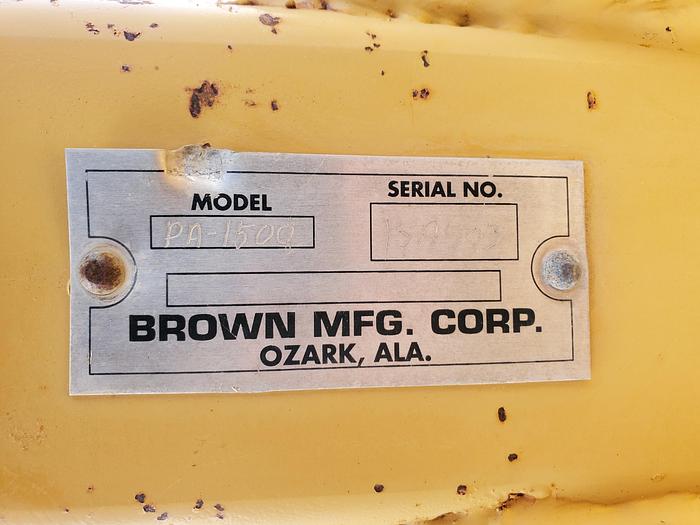 MODEL
SERIAL NO.
PA-1500
BROWN MFG. CORP.
OZARK, ALA.